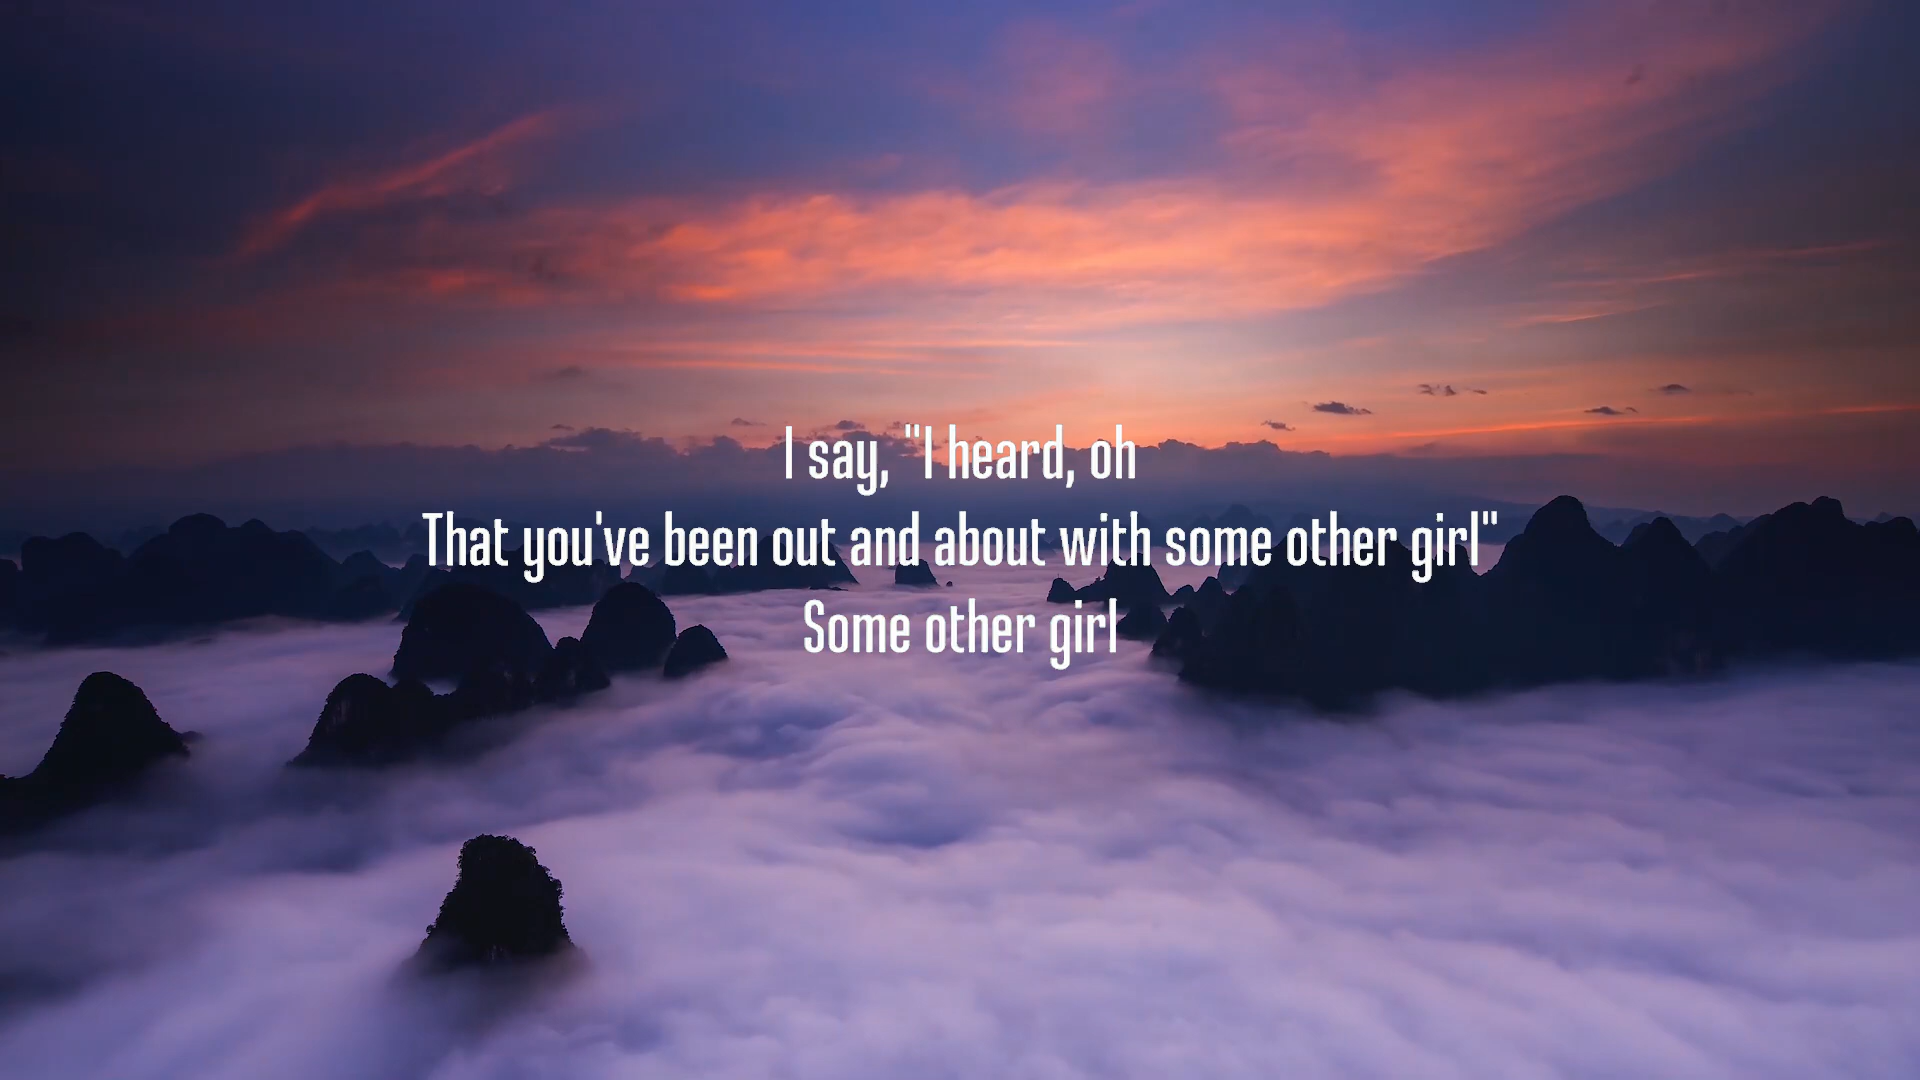 I say, "I heard, oh
That you've been out and about with some other girl"
Some other girl